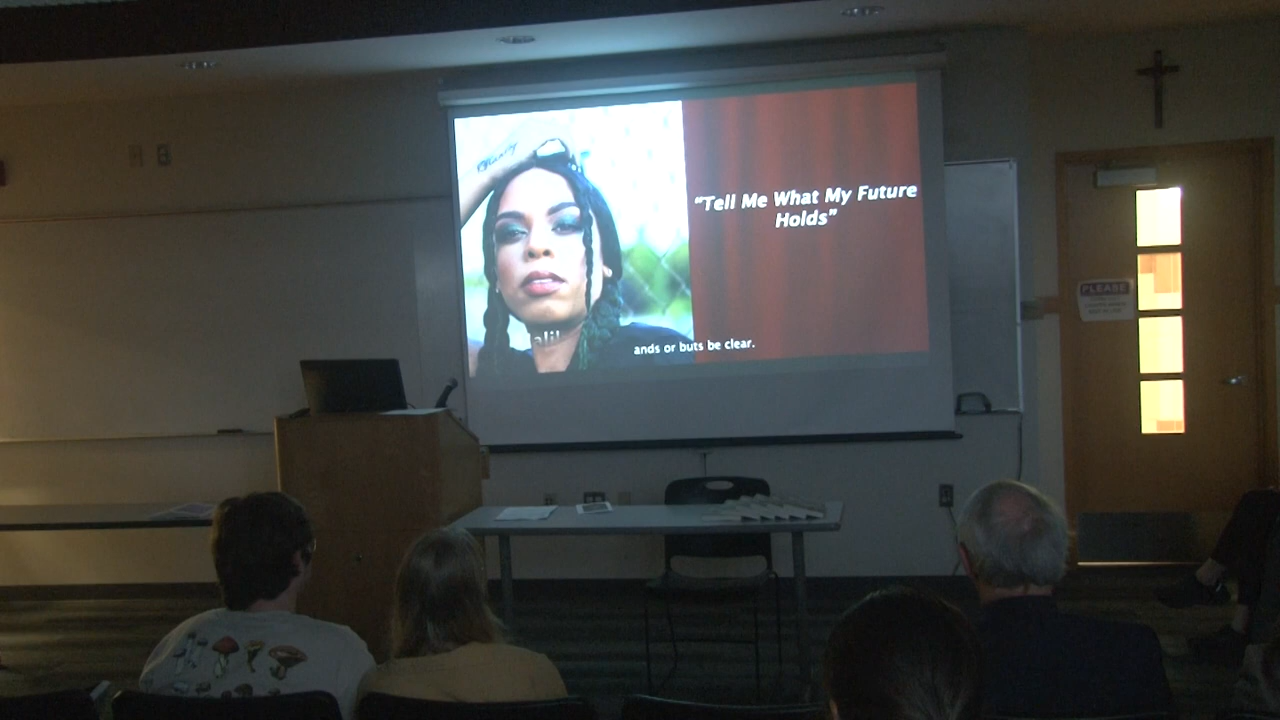 “Tell Me What My Future
Holds”
ands or buts be clear.
PLEASE